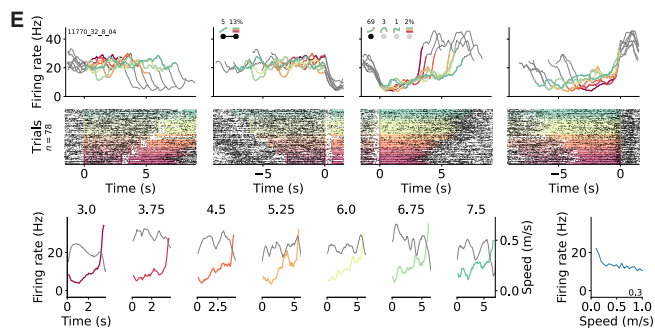 E
11770_32_8_04
5 13%
69 3 1 2%
Firing rate (Hz)
40
20
0
Trials
n = 78
0 5
−5 0
0 5
−5 0
Time (s) Time (s) Time (s) Time (s)
3.0 3.75 4.5 5.25 6.0 6.75 7.5
Firing rate (Hz)
20
0
0.5
0.0
Speed (m/s)
Firing rate (Hz)
20
0
0.3
0 2 0 2 0.0 2.5 0 5 0 5 0 5 0 5
0.0 0.5 1.0
Time (s)
Speed (m/s)